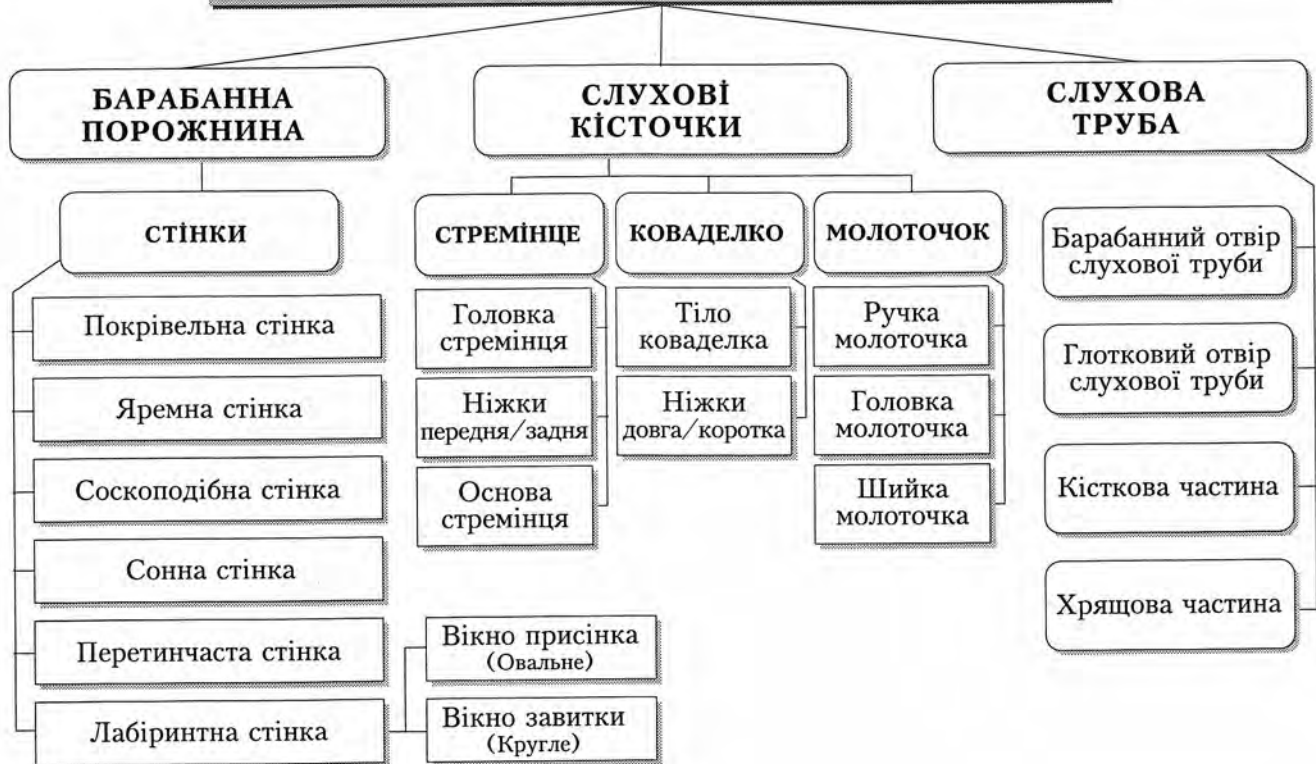 БАРАБАННА
ПОРОЖНИНА
СЛУХОВІ
КІСТОЧКИ
СЛУХОВА
ТРУБА
СТІНКИ
Покрівельна стінка
Яремна стінка
Соскоподібна стінка
Сонна стінка
Перетинчаста стінка
Лабіринтна стінка
Вікно присінка
(Овальне)
Вікно завитки
(Кругле)
СТРЕМІНЦЕ
Головка
стремінця
Ніжки
передня/задня
Основа
стремінця
КОВАДЕЛКО
Тіло
коваделка
Ніжки
довга/коротка
МОЛОТОЧОК
Ручка
молоточка
Головка
молоточка
Шийка
молоточка
Барабанний отвір
слухової труби
Глотковий отвір
слухової труби
Кісткова частина
Хрящова частина